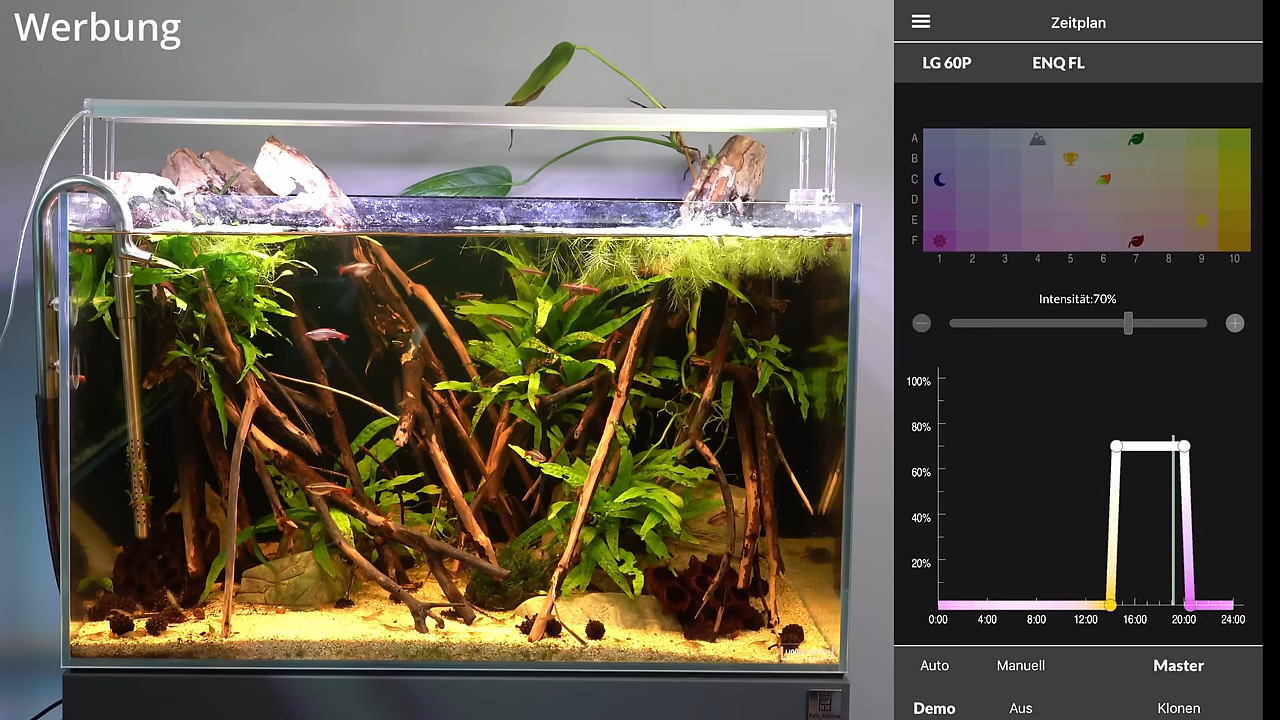 Werbung
Zeitplan
LG 60P ENQ FL
A
B
C
D
E
F
1 2 3 4 5 6 7 8 9 10
Intensität:70%
100%
80%
60%
40%
20%
0:00 4:00 8:00 12:00 16:00 20:00 24:00
Auto Manuell Master
Demo Aus Klonen